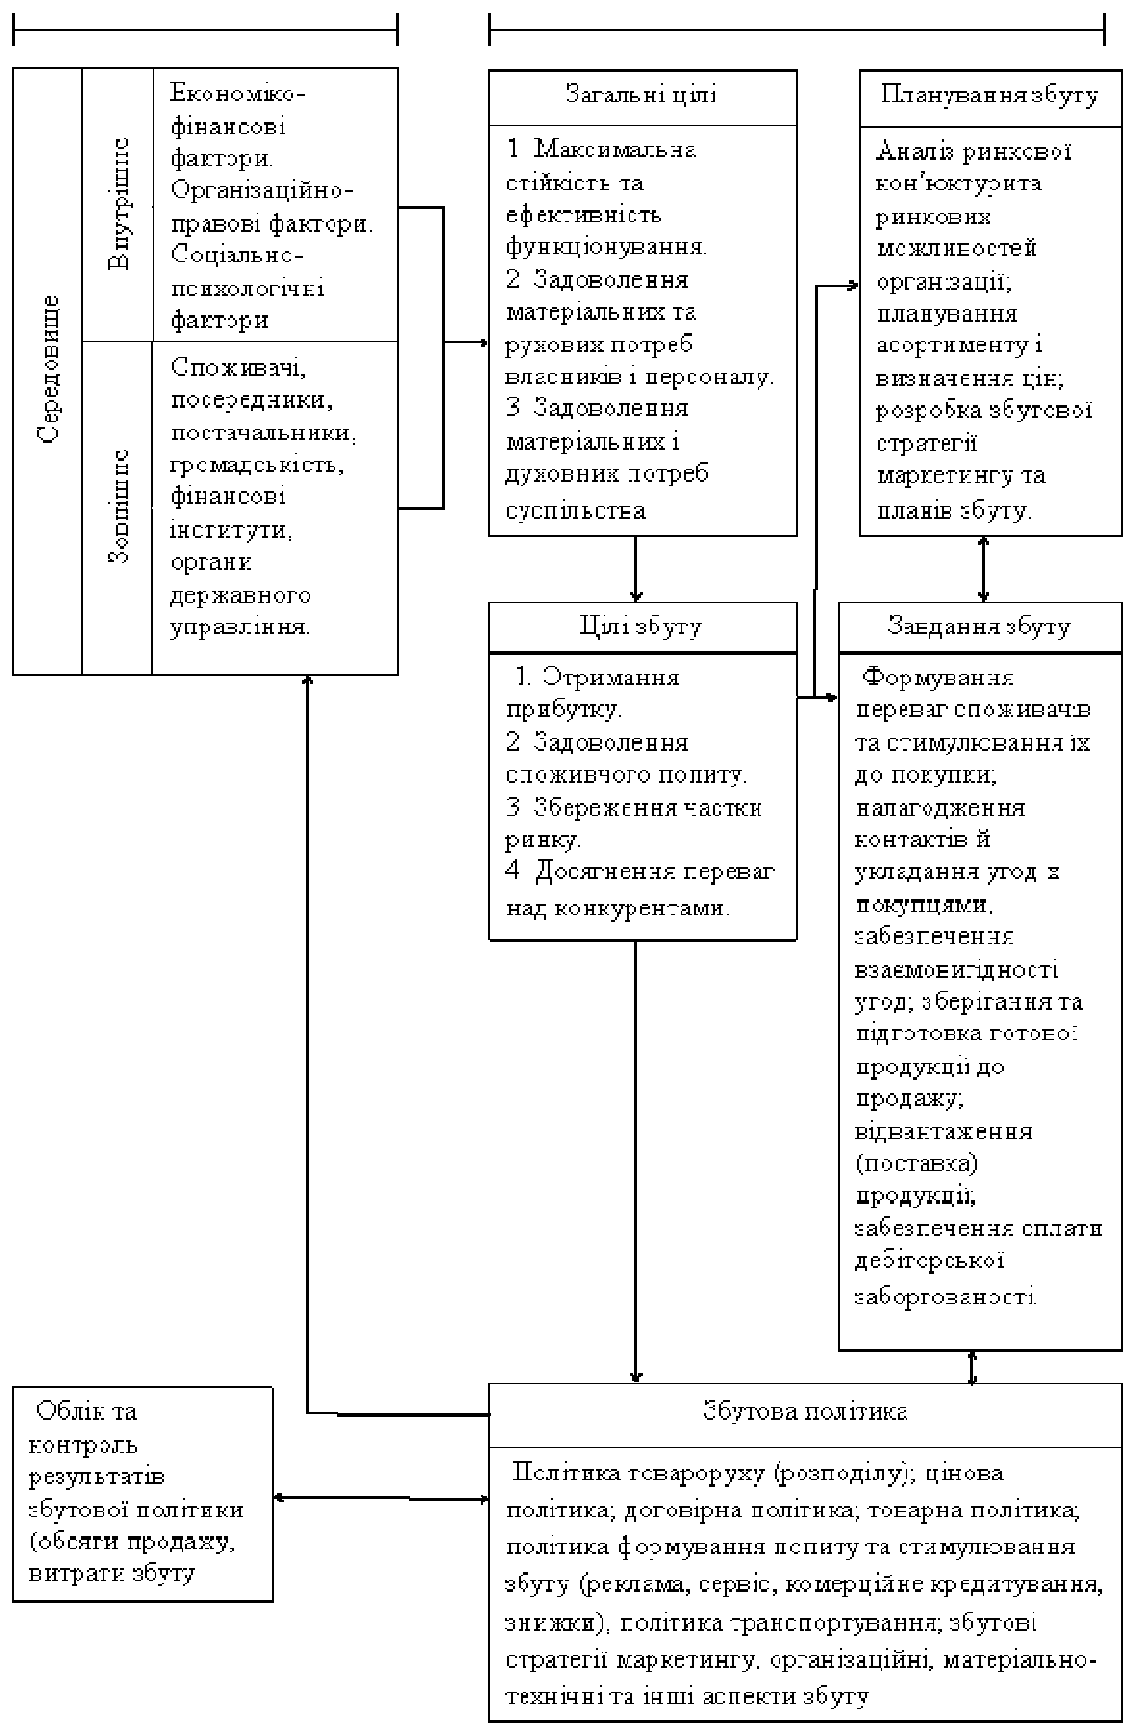 Середовище
Внутрішнє
Економіко-
фінансові
фактори.
Організаційно-
правові фактори.
Соціально-
психологічні
фактори
Зовнішнє
Споживачі,
посередники,
постачальники,
громадськість,
фінансові
інститути,
органи
державного
управління.
Загальні цілі
1 Максимальна
стійкість та
ефективність
функціонування.
2 Задоволення
матеріальних та
рухових потреб
власників і персоналу.
3 Задоволення
матеріальних і
духовних потреб
суспільства
Планування збуту
Аналіз ринкової
кон'юктурита
ринкових
можливостей
організації;
планування
асортименту і
визначення цін;
розробка збутової
стратегії
маркетингу та
планів збуту.
Цілі збуту
1. Отримання
прибутку.
2 Задоволення
споживчого попиту.
3 Збереження частки
ринку.
4 Досягнення переваг
над конкурентами.
Завдання збуту
Формування
переваг споживачів
та стимулювання їх
до покупки;
налагодження
контактів й
укладання угод з
покупцями,
забезпечення
взаємовигідності
угод; зберігання та
підготовка готової
продукції до
продажу;
відвантаження
(поставка)
продукції;
забезпечення сплати
дебіторської
заборгованості.
Облік та
контроль
результатів
збутової політики
(обсяги продажу,
витрати збуту
Збутова політика
Політика товароруху (розподілу); цінова
політика; договірна політика; товарна політика;
політика формування попиту та стимулювання
збуту (реклама, сервіс, комерційне кредитування,
знижки), політика транспортування; збутові
стратегії маркетингу, організаційні, матеріально-
технічні та інші аспекти збуту